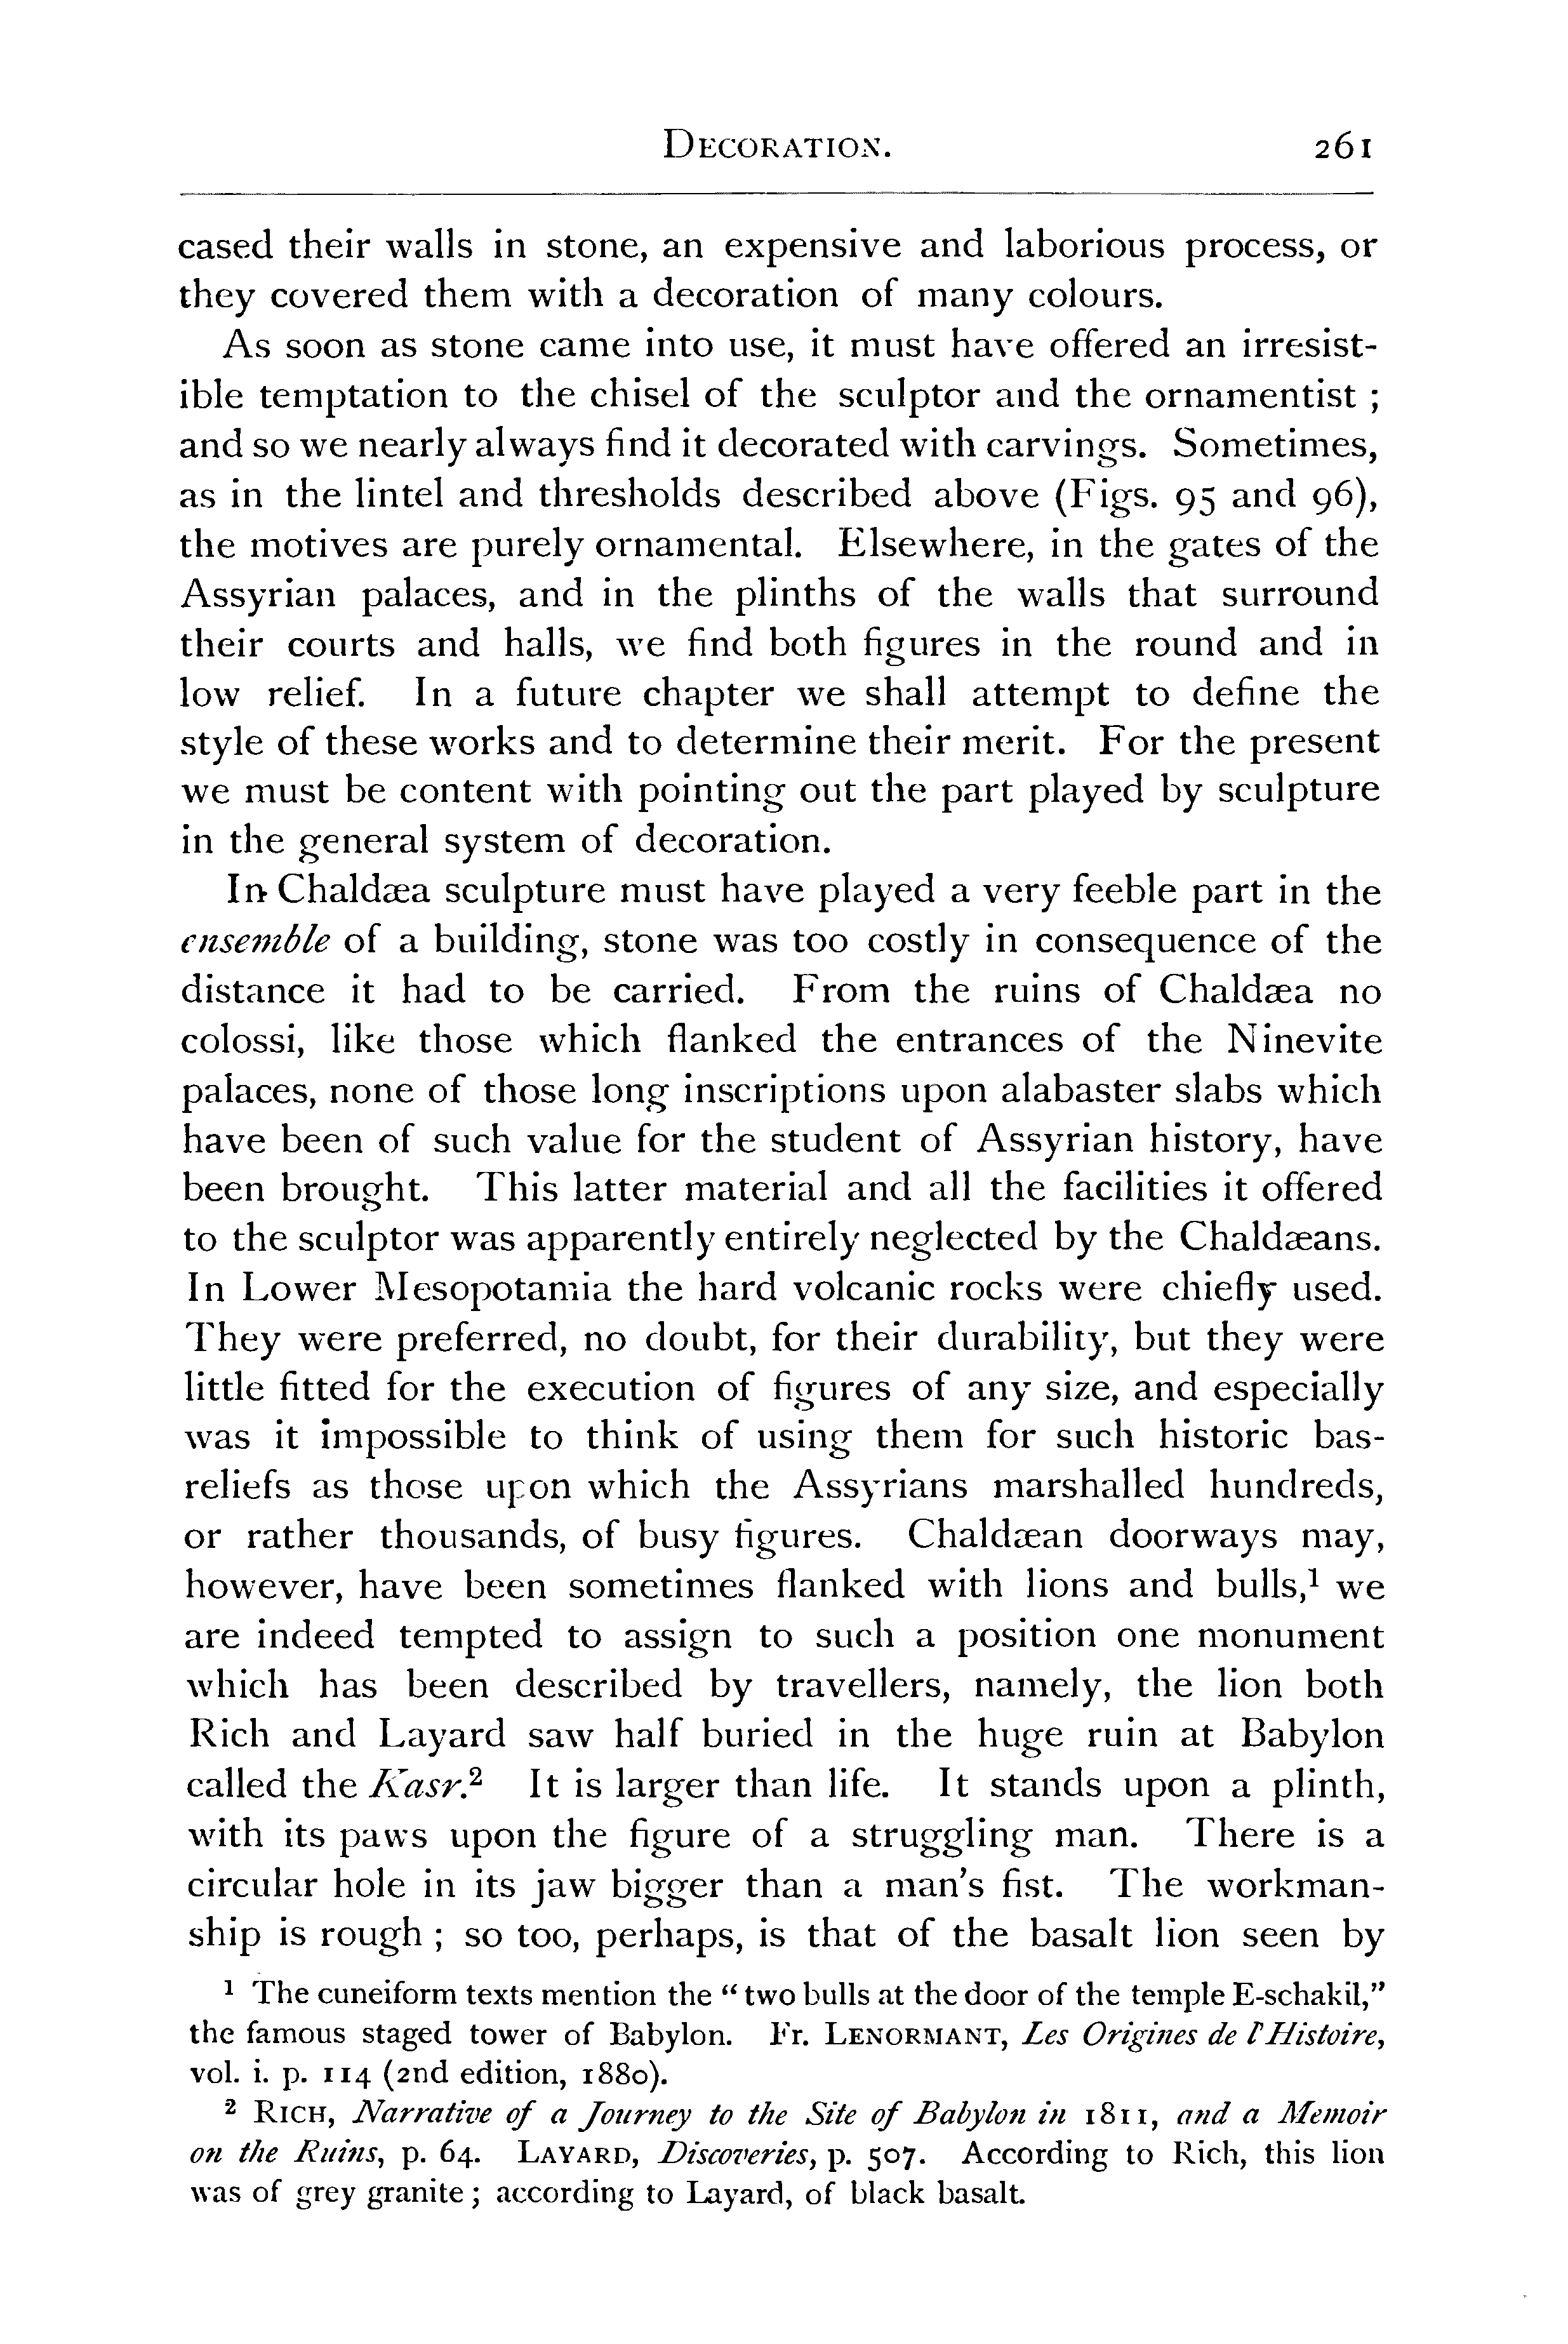 DECORATION. 261
cased their walls in stone, an expensive and laborious process, or
they covered them with a decoration of many colours.
As soon as stone came into use, it must have offered an irresist-
ible temptation to the chisel of the sculptor and the ornamentist ;
and so we nearly always find it decorated with carvings. Sometimes,
as in the lintel and thresholds described above (Figs. 95 and 96),
the motives are purely ornamental. Elsewhere, in the gates of the
Assyrian palaces, and in the plinths of the walls that surround
their courts and halls, we find both figures in the round and in
low relief. In a future chapter we shall attempt to define the
style of these works and to determine their merit. For the present
we must be content with pointing out the part played by sculpture
in the general system of decoration.
In Chaldæa sculpture must have played a very feeble part in the
ensemble of a building, stone was too costly in consequence of the
distance it had to be carried. From the ruins of Chaldæa no
colossi, like those which flanked the entrances of the Ninevite
palaces, none of those long inscriptions upon alabaster slabs which
have been of such value for the student of Assyrian history, have
been brought. This latter material and all the facilities it offered
to the sculptor was apparently entirely neglected by the Chaldæans.
In Lower Mesopotamia the hard volcanic rocks were chiefly used.
They were preferred, no doubt, for their durability, but they were
little fitted for the execution of figures of any size, and especially
was it impossible to think of using them for such historic bas-
reliefs as those upon which the Assyrians marshalled hundreds,
or rather thousands, of busy figures. Chaldæan doorways may,
however, have been sometimes flanked with lions and bulls,¹ we
are indeed tempted to assign to such a position one monument
which has been described by travellers, namely, the lion both
Rich and Layard saw half buried in the huge ruin at Babylon
called the Kasr.² It is larger than life. It stands upon a plinth,
with its paws upon the figure of a struggling man. There is a
circular hole in its jaw bigger than a man's fist. The workman-
ship is rough ; so too, perhaps, is that of the basalt lion seen by
¹ The cuneiform texts mention the “two bulls at the door of the temple E-schakil,”
the famous staged tower of Babylon. Fr. LENORMANT, Les Origines de l'Histoire,
vol. i. p. 114 (2nd edition, 1880).
² RICH, Narrative of a Journey to the Site of Babylon in 1811, and a Memoir
on the Ruins, p. 64. LAYARD, Discoveries, p. 507. According to Rich, this lion
was of grey granite ; according to Layard, of black basalt.